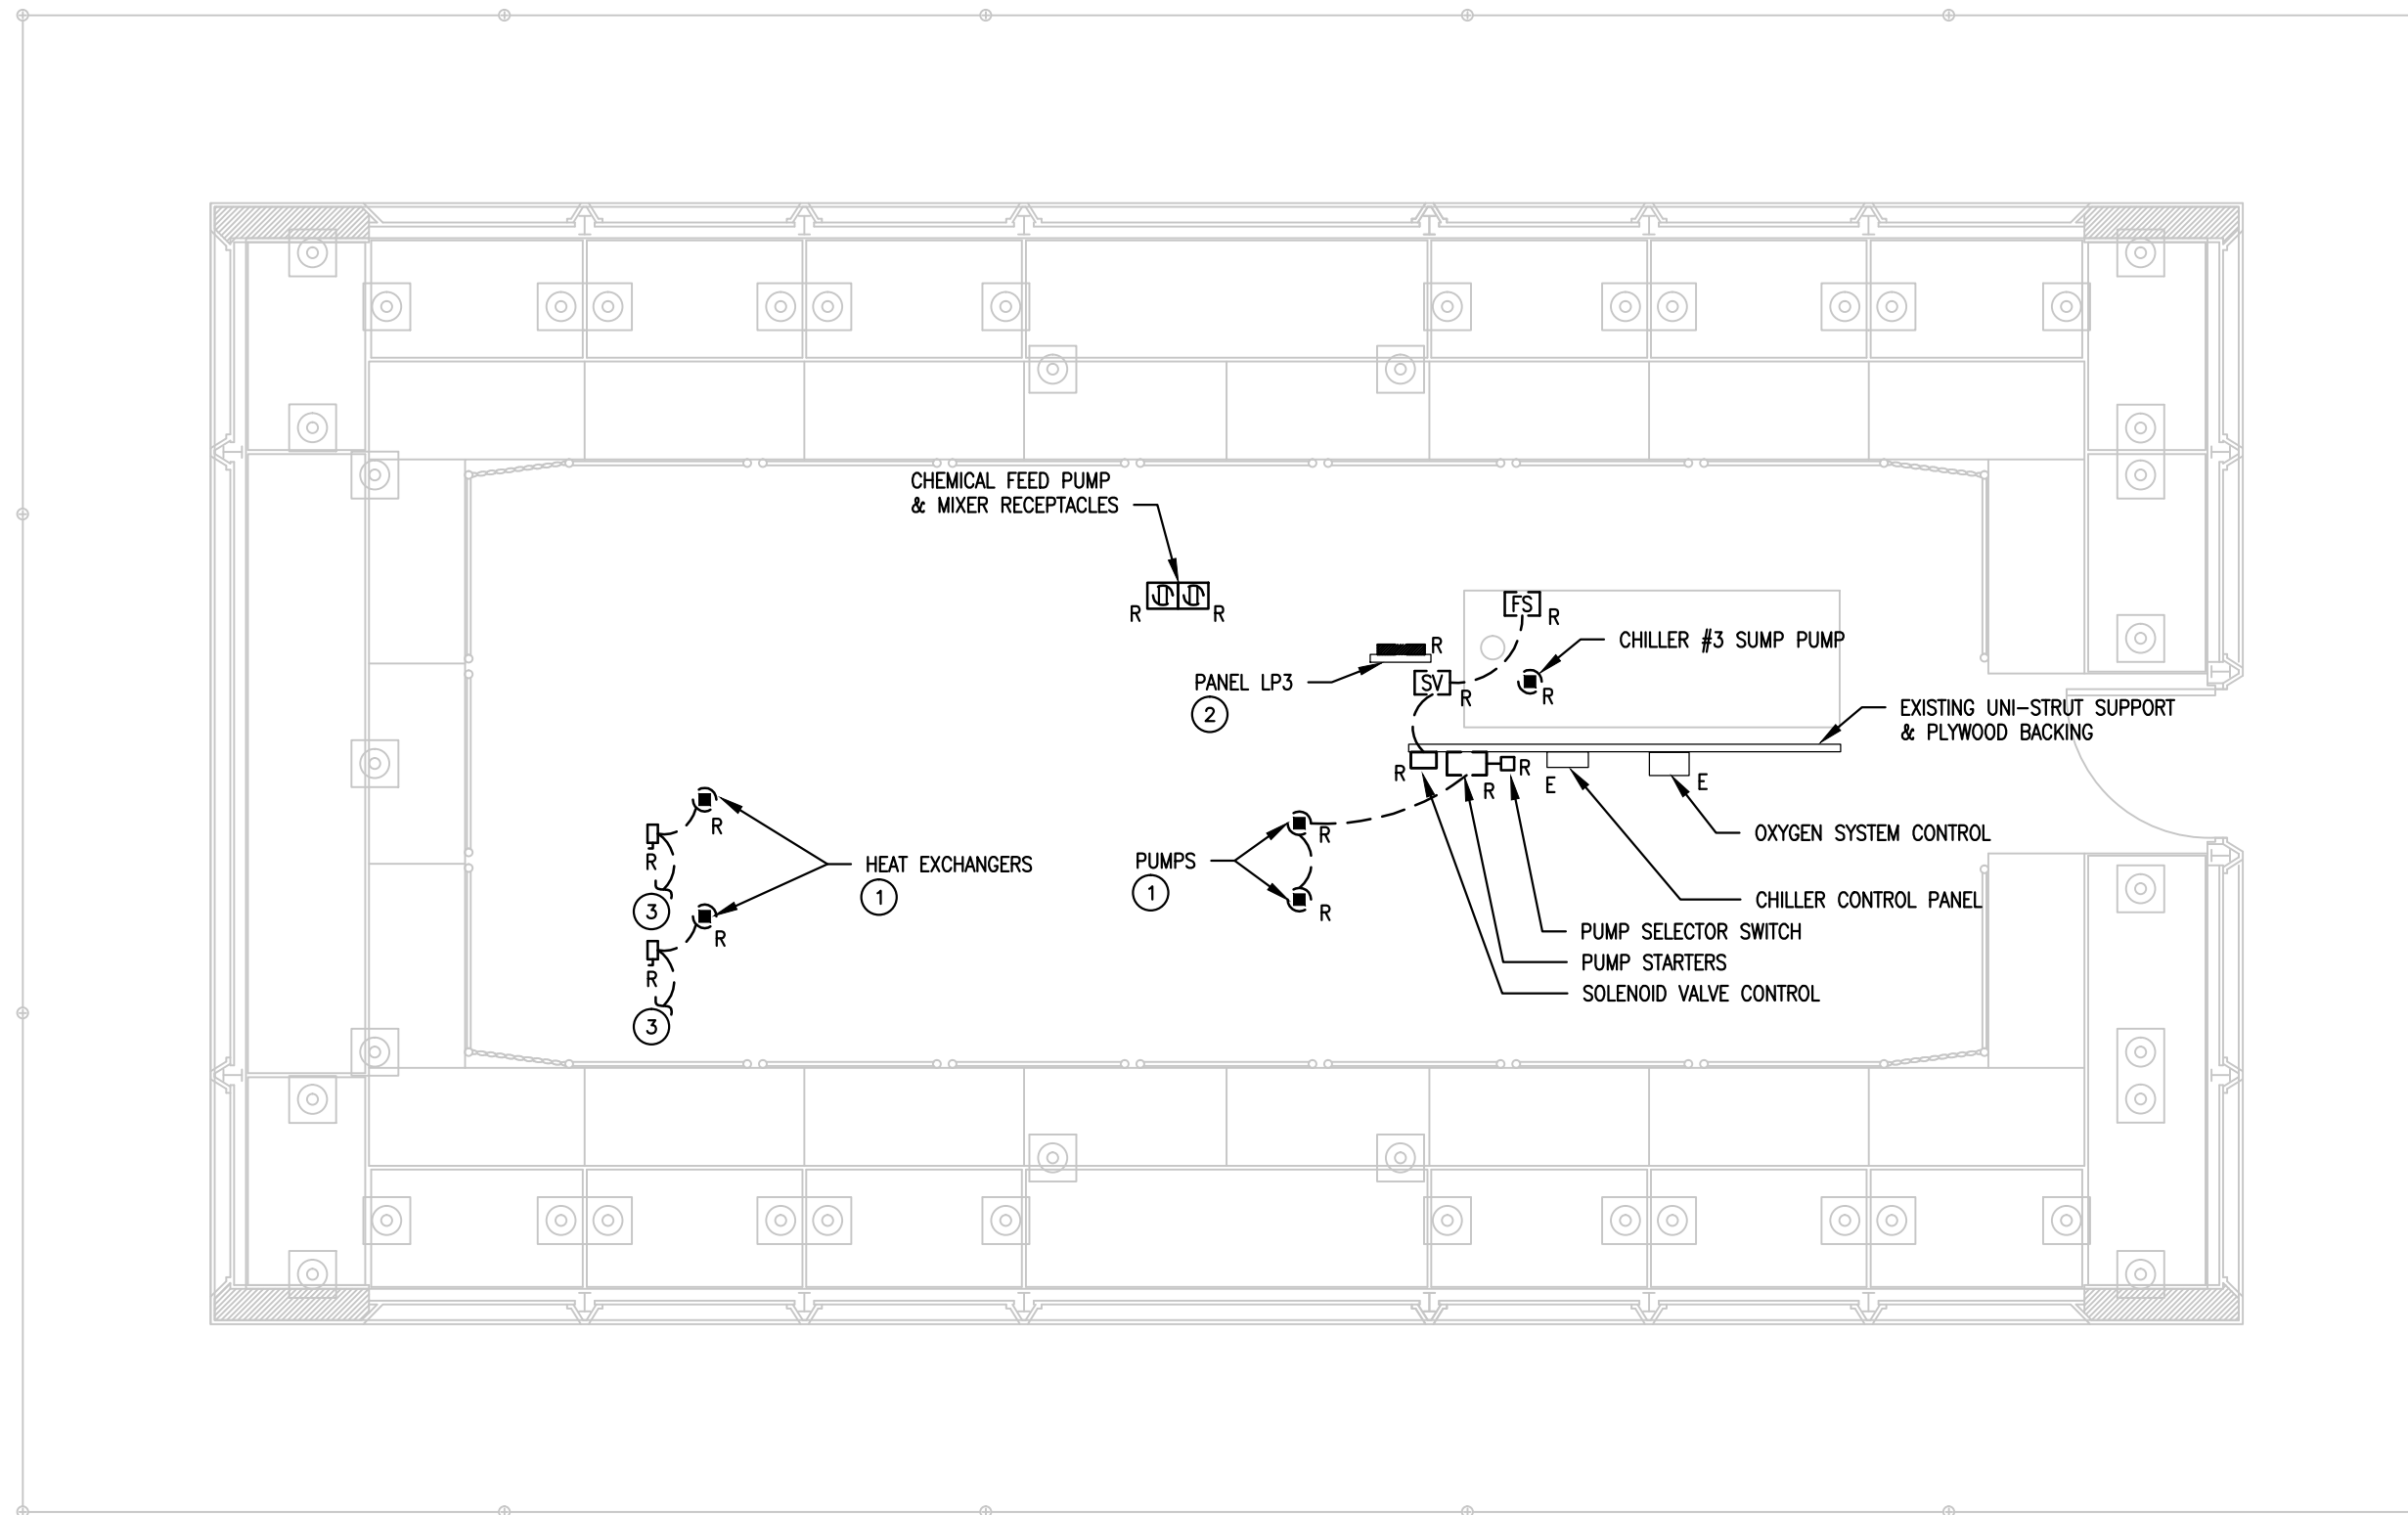 CHEMICAL FEED PUMP
& MIXER RECEPTACLES
R
R
FS
R
CHILLER #3 SUMP PUMP
R
R
PANEL LP3
2
SV
R
EXISTING UNI-STRUT SUPPORT
& PLYWOOD BACKING
R
R
R
E
E
OXYGEN SYSTEM CONTROL
R
R
HEAT EXCHANGERS
1
R
3
R
PUMPS
1
R
R
CHILLER CONTROL PANEL
PUMP SELECTOR SWITCH
PUMP STARTERS
SOLENOID VALVE CONTROL
R
3